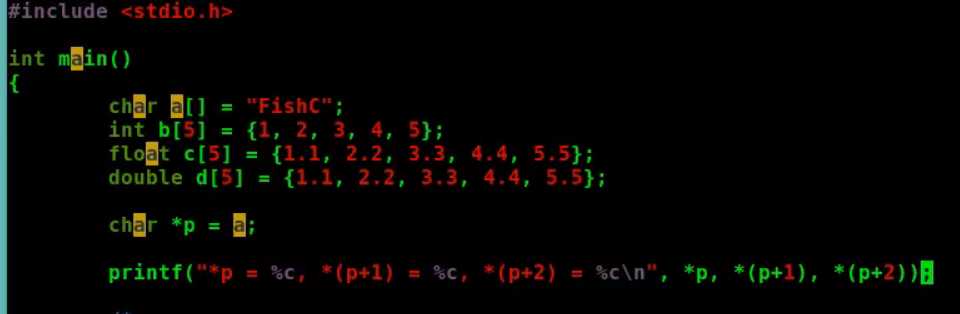 #include <stdio.h>
int main()
{
char a[] = "FishC";
int b[5] = {1, 2, 3, 4, 5};
float c[5] = {1.1, 2.2, 3.3, 4.4, 5.5};
double d[5] = {1.1, 2.2, 3.3, 4.4, 5.5};
char *p = a;
printf("*p = %c, *(p+1) = %c, *(p+2) = %c\n", *p, *(p+1), *(p+2));